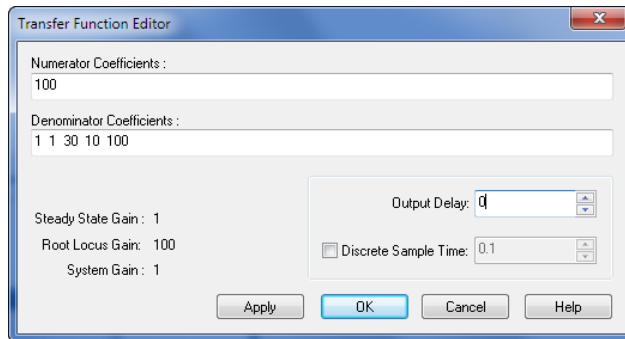 Transfer Function Editor
Numerator Coefficients :
100
Denominator Coefficients :
1 1 30 10 100
Output Delay: 0
Steady State Gain : 1
Root Locus Gain: 100
Discrete Sample Time: 0.1
System Gain : 1
Apply
OK
Cancel
Help